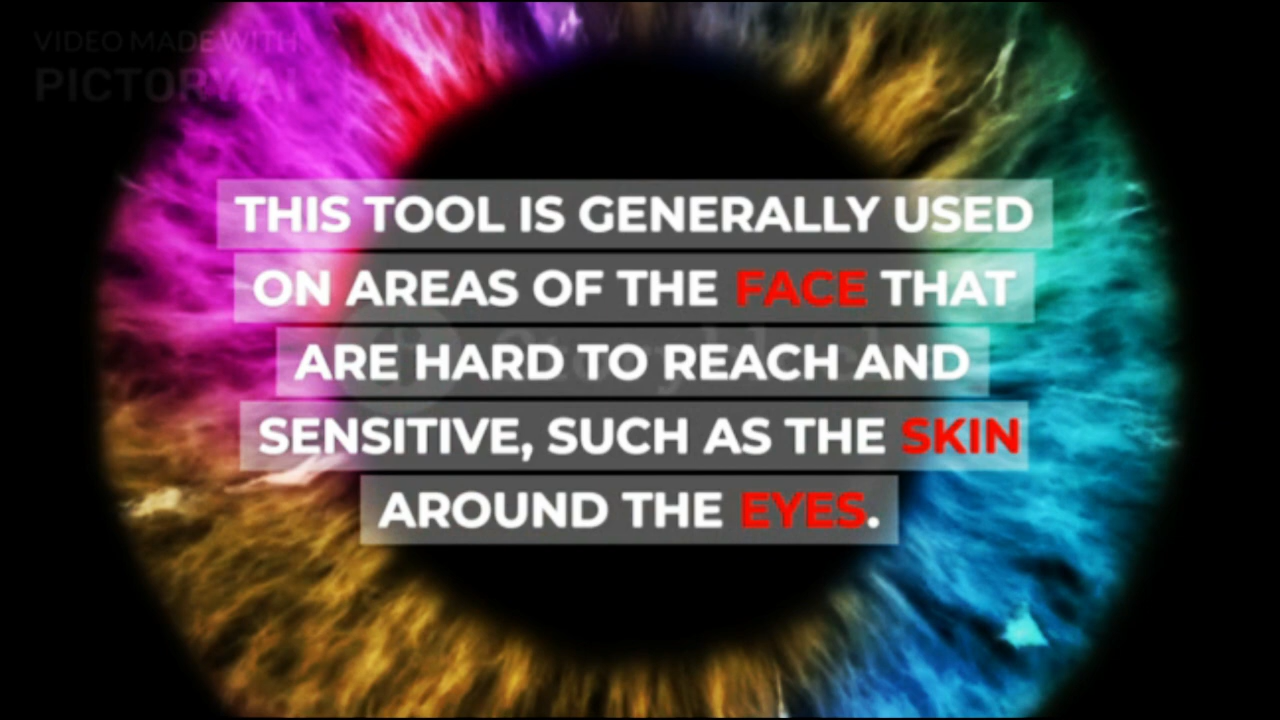 VIDEO MADE WITH
PICTORY.AI
THIS TOOL IS GENERALLY USED
ON AREAS OF THE FACE THAT
ARE HARD TO REACH AND
SENSITIVE, SUCH AS THE SKIN
AROUND THE EYES.